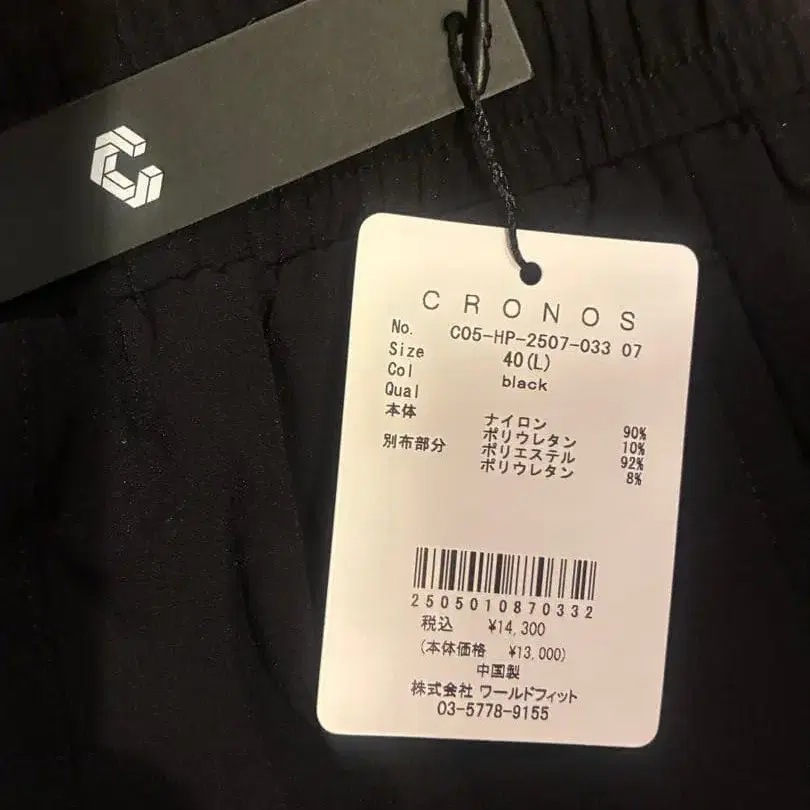 CRONOS
No. C05-HP-2507-033 07
Size 40(L)
Col black
Qual
本体 ナイロン 90%
ポリウレタン 10%
別布部分 ポリエステル 92%
ポリウレタン 8%
2505010870332
税込 ¥14,300
(本体価格 ¥13,000)
中国製
株式会社 ワールドフィット
03-5778-9155